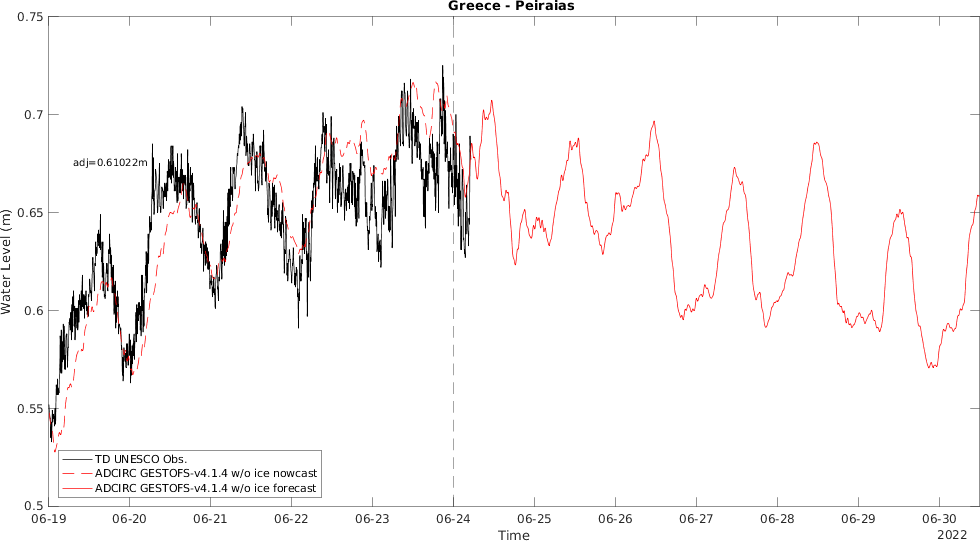 Greece - Peiraias
0.75
0.7
adj=0.61022m
0.65
Water Level (m)
0.6
0.55
TD UNESCO Obs.
ADCIRC GESTOFS-v4.1.4 w/o ice nowcast
ADCIRC GESTOFS-v4.1.4 w/o ice forecast
0.5
06-19 06-20 06-21 06-22 06-23 06-24 06-25 06-26 06-27 06-28 06-29 06-30
Time
2022